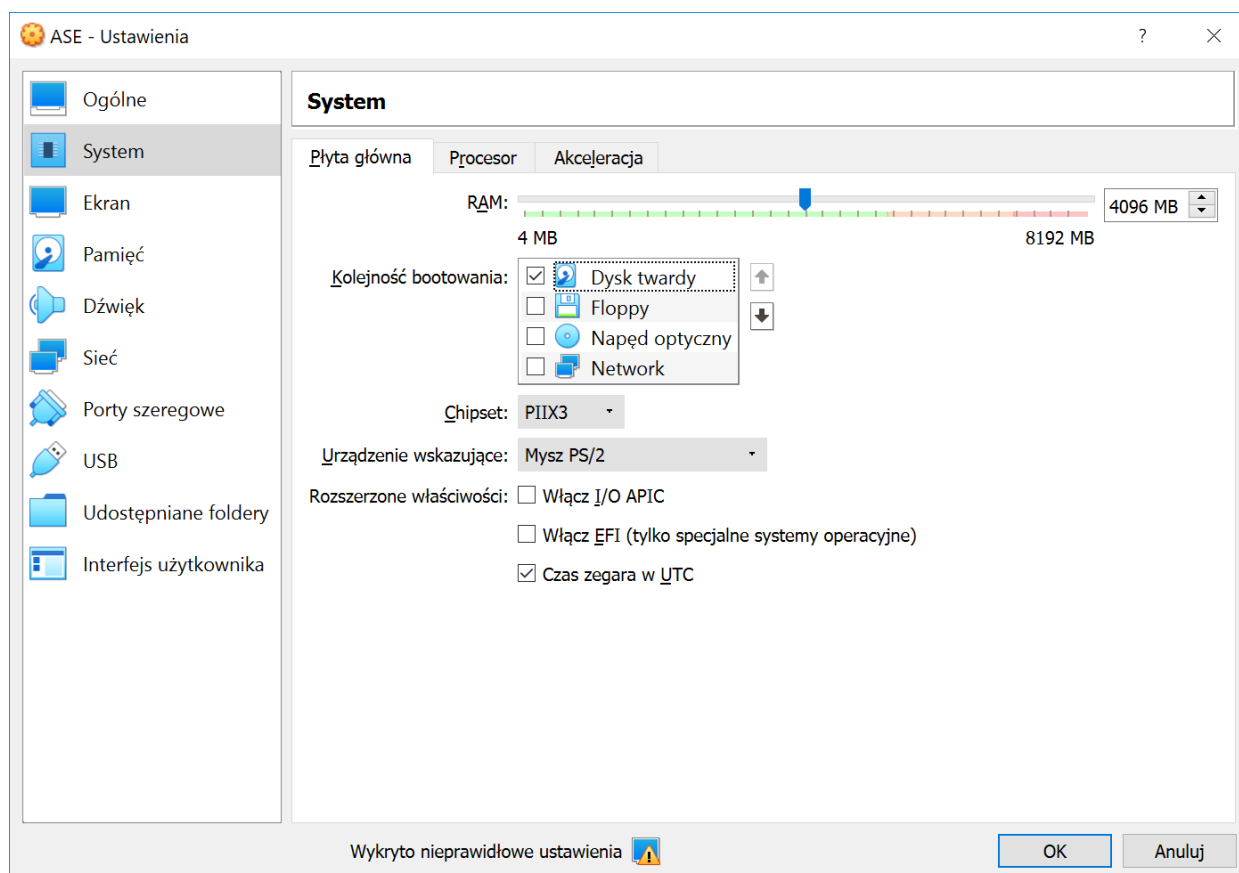 ASE - Ustawienia
?
Ogólne
System
Ekran
Pamięć
Dźwięk
Sieć
Porty szeregowe
USB
Udostępniane foldery
Interfejs użytkownika
System
Płyta główna Procesor Akceleracja
RAM: 4096 MB
4 MB 8192 MB
Kolejność bootowania: Dysk twardy
Floppy
Napęd optyczny
Network
Chipset: PIIX3
Urządzenie wskazujące: Mysz PS/2
Rozszerzone właściwości: Włącz I/O APIC
Włącz EFI (tylko specjalne systemy operacyjne)
Czas zegara w UTC
Wykryto nieprawidłowe ustawienia OK Anuluj